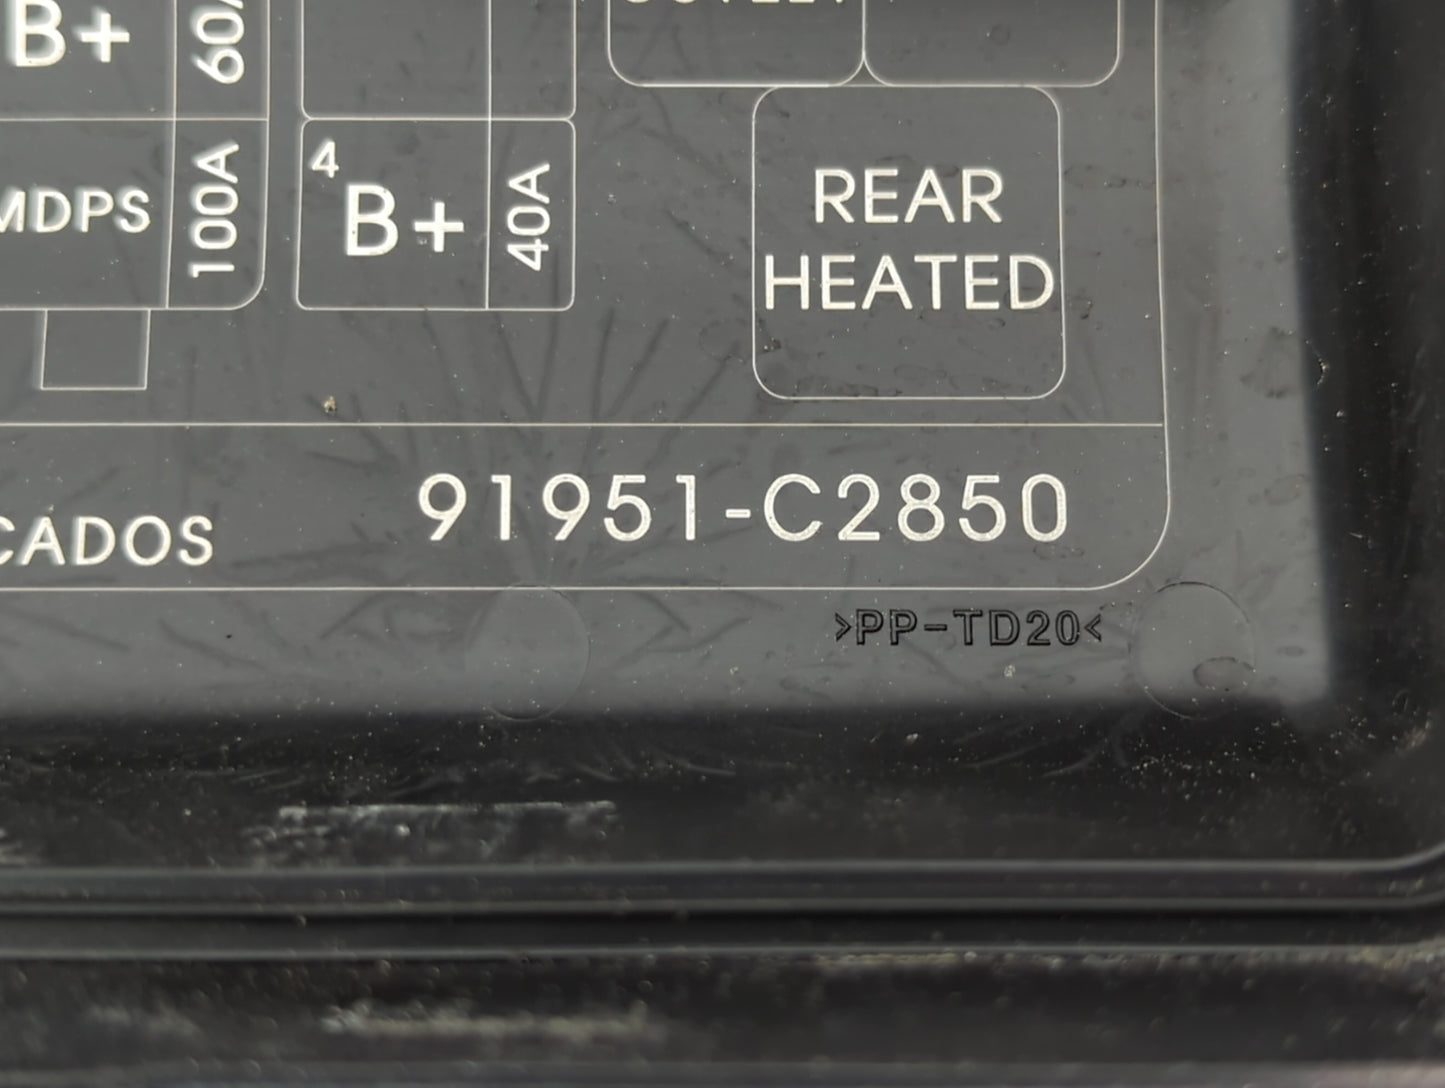 B+
60A
MDPS
100A
4
B+
40A
REAR
HEATED
CADOS
91951-C2850
>PP-TD20<